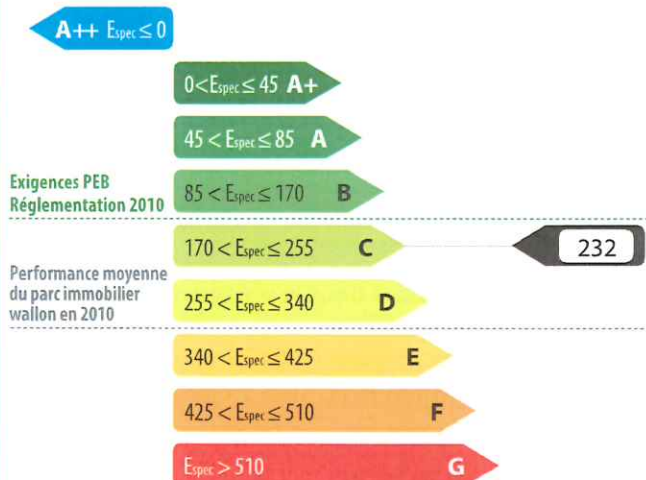 A++ Espec ≤ 0
0 < Espec ≤ 45 A+
45 < Espec ≤ 85 A
Exigences PEB
Réglementation 2010
85 < Espec ≤ 170 B
170 < Espec ≤ 255 C
232
Performance moyenne
du parc immobilier
wallon en 2010
255 < Espec ≤ 340 D
340 < Espec ≤ 425 E
425 < Espec ≤ 510 F
Espec > 510 G